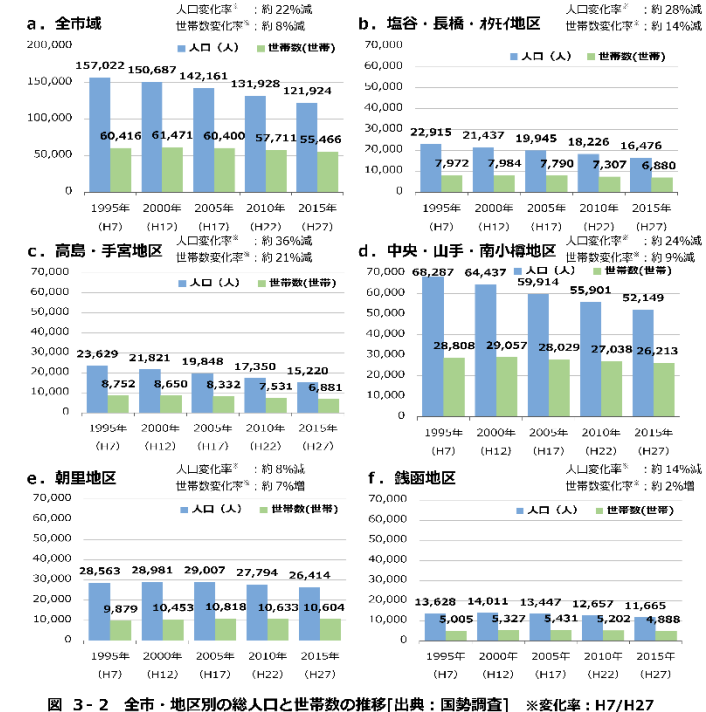 a．全市域
人口変化率※ ：約22%減
世帯数変化率※：約8%減
人口（人） 世帯数(世帯)
200,000
150,000
100,000
50,000
0
157,022 150,687 142,161 131,928 121,924
60,416 61,471 60,400 57,711 55,466
1995年 2000年 2005年 2010年 2015年
(H7) (H12) (H17) (H22) (H27)
b．塩谷・長橋・ｵﾀﾓｲ地区
人口変化率※ ：約28%減
世帯数変化率※：約14%減
人口（人） 世帯数(世帯)
70,000
60,000
50,000
40,000
30,000
20,000
10,000
0
22,915 21,437 19,945 18,226 16,476
7,972 7,984 7,790 7,307 6,880
1995年 2000年 2005年 2010年 2015年
(H7) (H12) (H17) (H22) (H27)
c．高島・手宮地区
人口変化率※ ：約36%減
世帯数変化率※：約21%減
人口（人） 世帯数(世帯)
70,000
60,000
50,000
40,000
30,000
20,000
10,000
0
23,629 21,821 19,848 17,350 15,220
8,752 8,650 8,332 7,531 6,881
1995年 2000年 2005年 2010年 2015年
(H7) (H12) (H17) (H22) (H27)
d．中央・山手・南小樽地区
人口変化率※ ：約24%減
世帯数変化率※：約9%減
人口（人） 世帯数(世帯)
70,000
60,000
50,000
40,000
30,000
20,000
10,000
0
68,287 64,437 59,914 55,901 52,149
28,808 29,057 28,029 27,038 26,213
1995年 2000年 2005年 2010年 2015年
(H7) (H12) (H17) (H22) (H27)
e．朝里地区
人口変化率※ ：約8%減
世帯数変化率※：約7%増
人口（人） 世帯数(世帯)
70,000
60,000
50,000
40,000
30,000
20,000
10,000
0
28,563 28,981 29,007 27,794 26,414
9,879 10,453 10,818 10,633 10,604
1995年 2000年 2005年 2010年 2015年
(H7) (H12) (H17) (H22) (H27)
f．銭函地区
人口変化率※ ：約14%減
世帯数変化率※：約2%増
人口（人） 世帯数(世帯)
70,000
60,000
50,000
40,000
30,000
20,000
10,000
0
13,628 14,011 13,447 12,657 11,665
5,005 5,327 5,431 5,202 4,888
1995年 2000年 2005年 2010年 2015年
(H7) (H12) (H17) (H22) (H27)
図 3-2 全市・地区別の総人口と世帯数の推移[出典：国勢調査] ※変化率：H7/H27